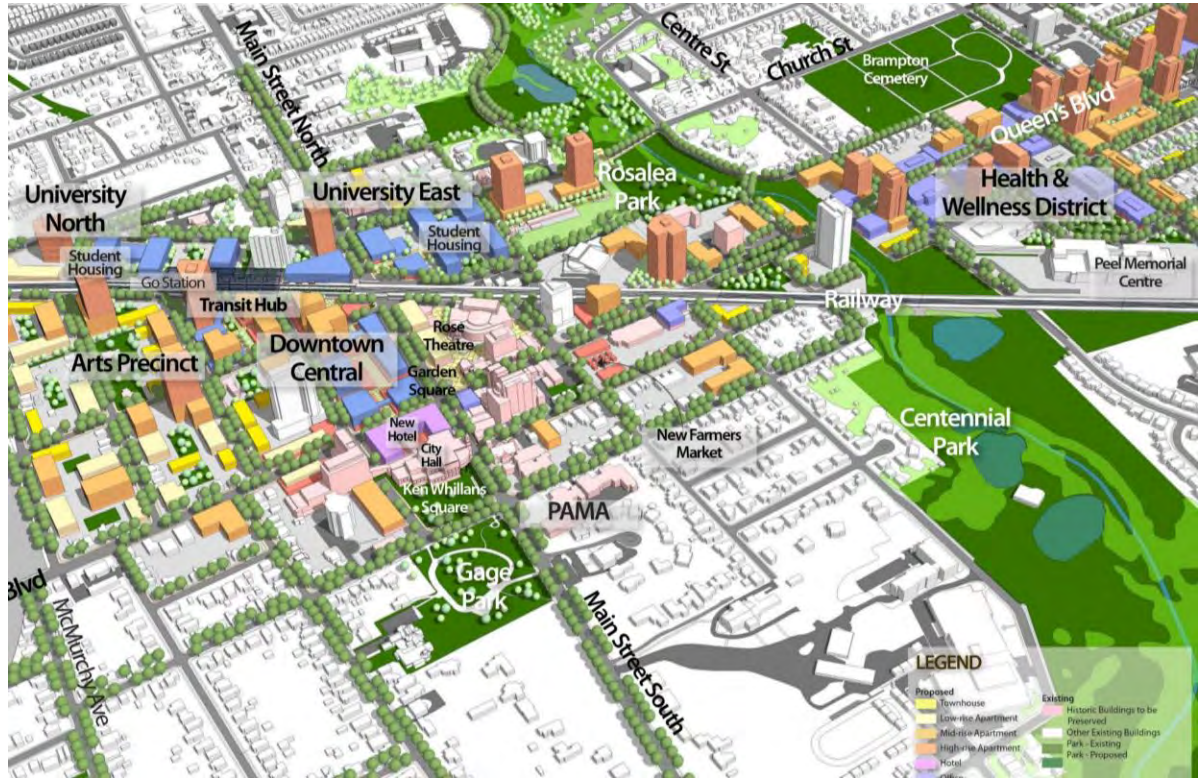 Main Street North
Centre St
Church St
Brampton
Cemetery
Queen's Blvd
University
North
University East
Rosalea
Park
Health &
Wellness District
Student
Housing
Student
Housing
Go Station
Peel Memorial
Centre
Transit Hub
Railway
Rose
Theatre
Arts Precinct
Downtown
Central
Garden
Square
New
Hotel
City
Hall
New Farmers
Market
Centennial
Park
Ken Whillans
Square
PAMA
Gage
Park
Blvd
McMurchy Ave
Main Street South
LEGEND
Proposed
Townhouse
Low-rise Apartment
Mid-rise Apartment
High-rise Apartment
Hotel
Office
Existing
Historic Buildings to be
Preserved
Other Existing Buildings
Park - Existing
Park - Proposed